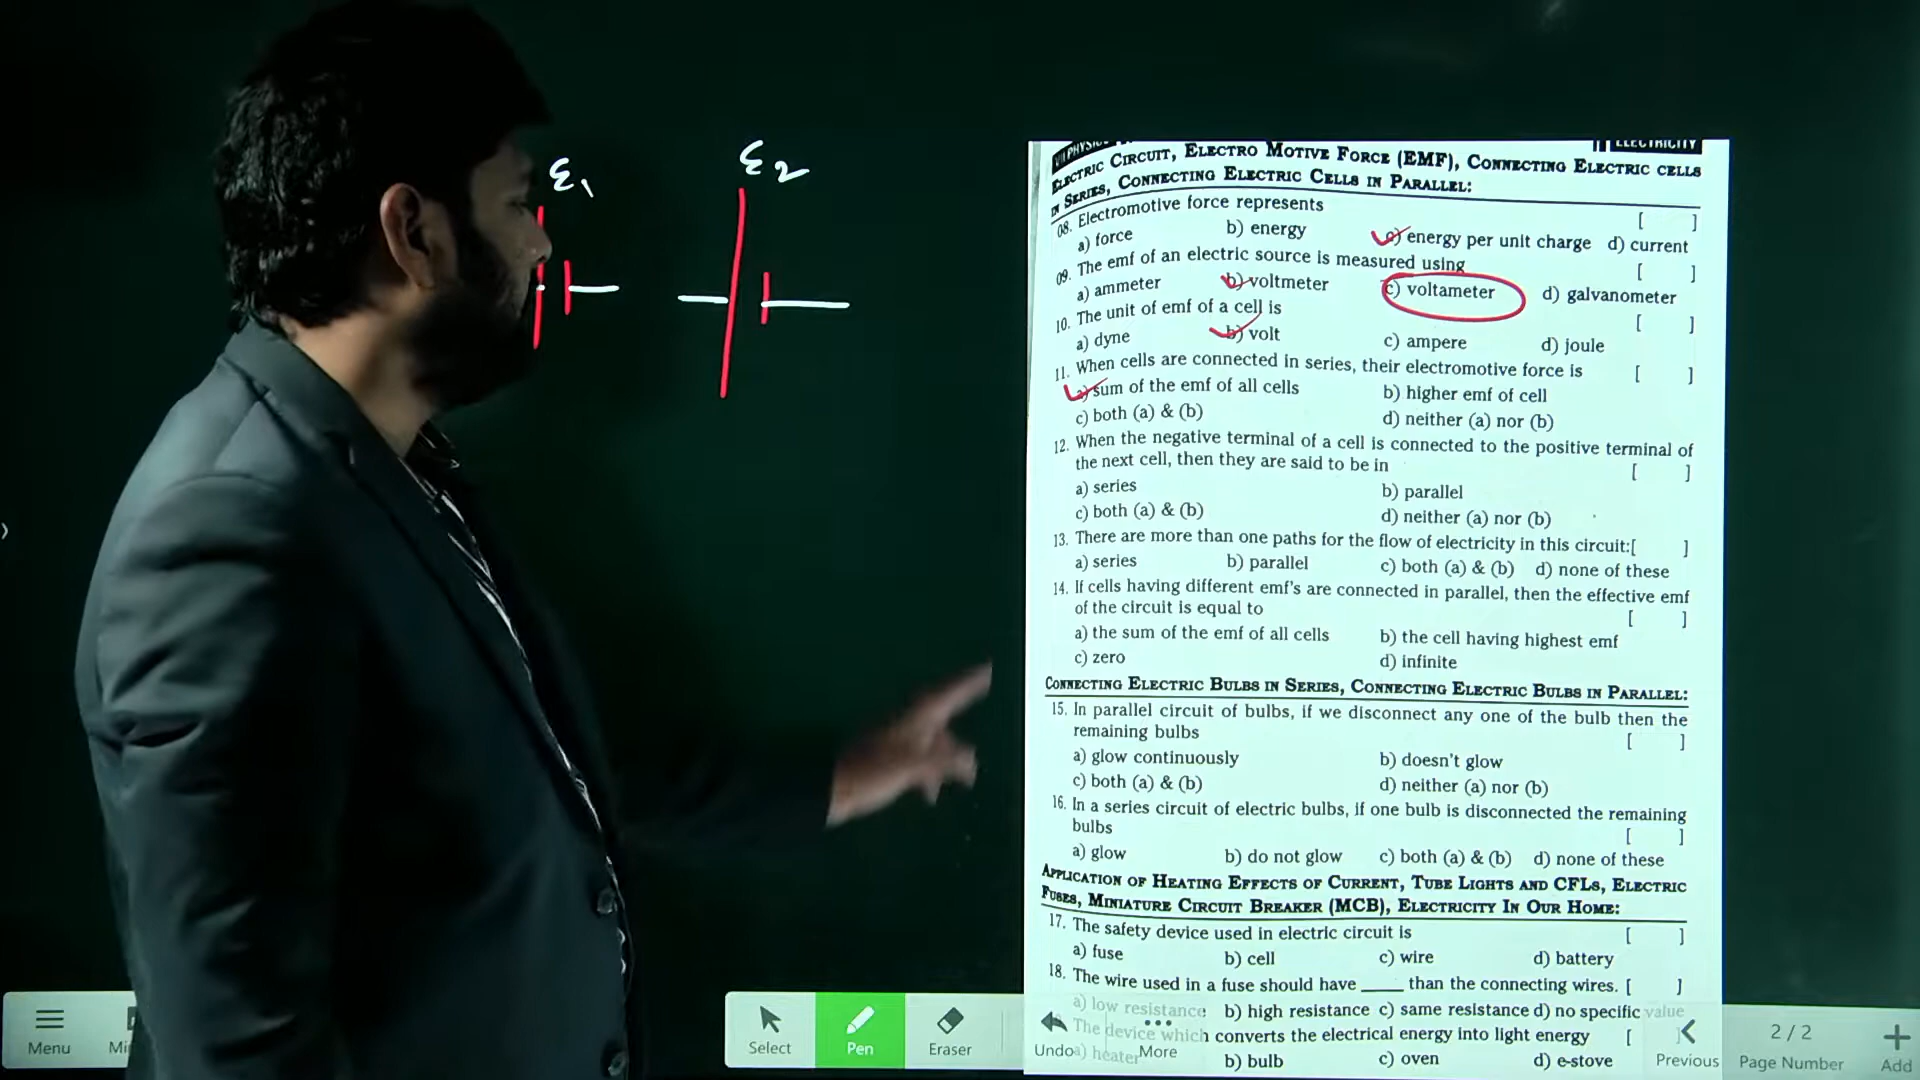 ε1
ε2
VII PHYSIC
ELECTRICITY
ELECTRIC CIRCUIT, ELECTRO MOTIVE FORCE (EMF), CONNECTING ELECTRIC CELLS
IN SERIES, CONNECTING ELECTRIC CELLS IN PARALLEL:
08. Electromotive force represents [ ]
a) force b) energy c) energy per unit charge d) current
09. The emf of an electric source is measured using [ ]
a) ammeter b) voltmeter c) voltameter d) galvanometer
10. The unit of emf of a cell is [ ]
a) dyne b) volt c) ampere d) joule
11. When cells are connected in series, their electromotive force is [ ]
a) sum of the emf of all cells b) higher emf of cell
c) both (a) & (b) d) neither (a) nor (b)
12. When the negative terminal of a cell is connected to the positive terminal of
the next cell, then they are said to be in [ ]
a) series b) parallel
c) both (a) & (b) d) neither (a) nor (b)
13. There are more than one paths for the flow of electricity in this circuit:[ ]
a) series b) parallel c) both (a) & (b) d) none of these
14. If cells having different emf's are connected in parallel, then the effective emf
of the circuit is equal to [ ]
a) the sum of the emf of all cells b) the cell having highest emf
c) zero d) infinite
CONNECTING ELECTRIC BULBS IN SERIES, CONNECTING ELECTRIC BULBS IN PARALLEL:
15. In parallel circuit of bulbs, if we disconnect any one of the bulb then the
remaining bulbs [ ]
a) glow continuously b) doesn't glow
c) both (a) & (b) d) neither (a) nor (b)
16. In a series circuit of electric bulbs, if one bulb is disconnected the remaining
bulbs [ ]
a) glow b) do not glow c) both (a) & (b) d) none of these
APPLICATION OF HEATING EFFECTS OF CURRENT, TUBE LIGHTS AND CFLS, ELECTRIC
FUSES, MINIATURE CIRCUIT BREAKER (MCB), ELECTRICITY IN OUR HOME:
17. The safety device used in electric circuit is [ ]
a) fuse b) cell c) wire d) battery
18. The wire used in a fuse should have ____ than the connecting wires. [ ]
a) low resistance b) high resistance c) same resistance d) no specific value
The device which converts the electrical energy into light energy [ ]
a) heater b) bulb c) oven d) e-stove
Menu
Select
Pen
Eraser
Undo
More
Previous
2 / 2
Page Number
Add